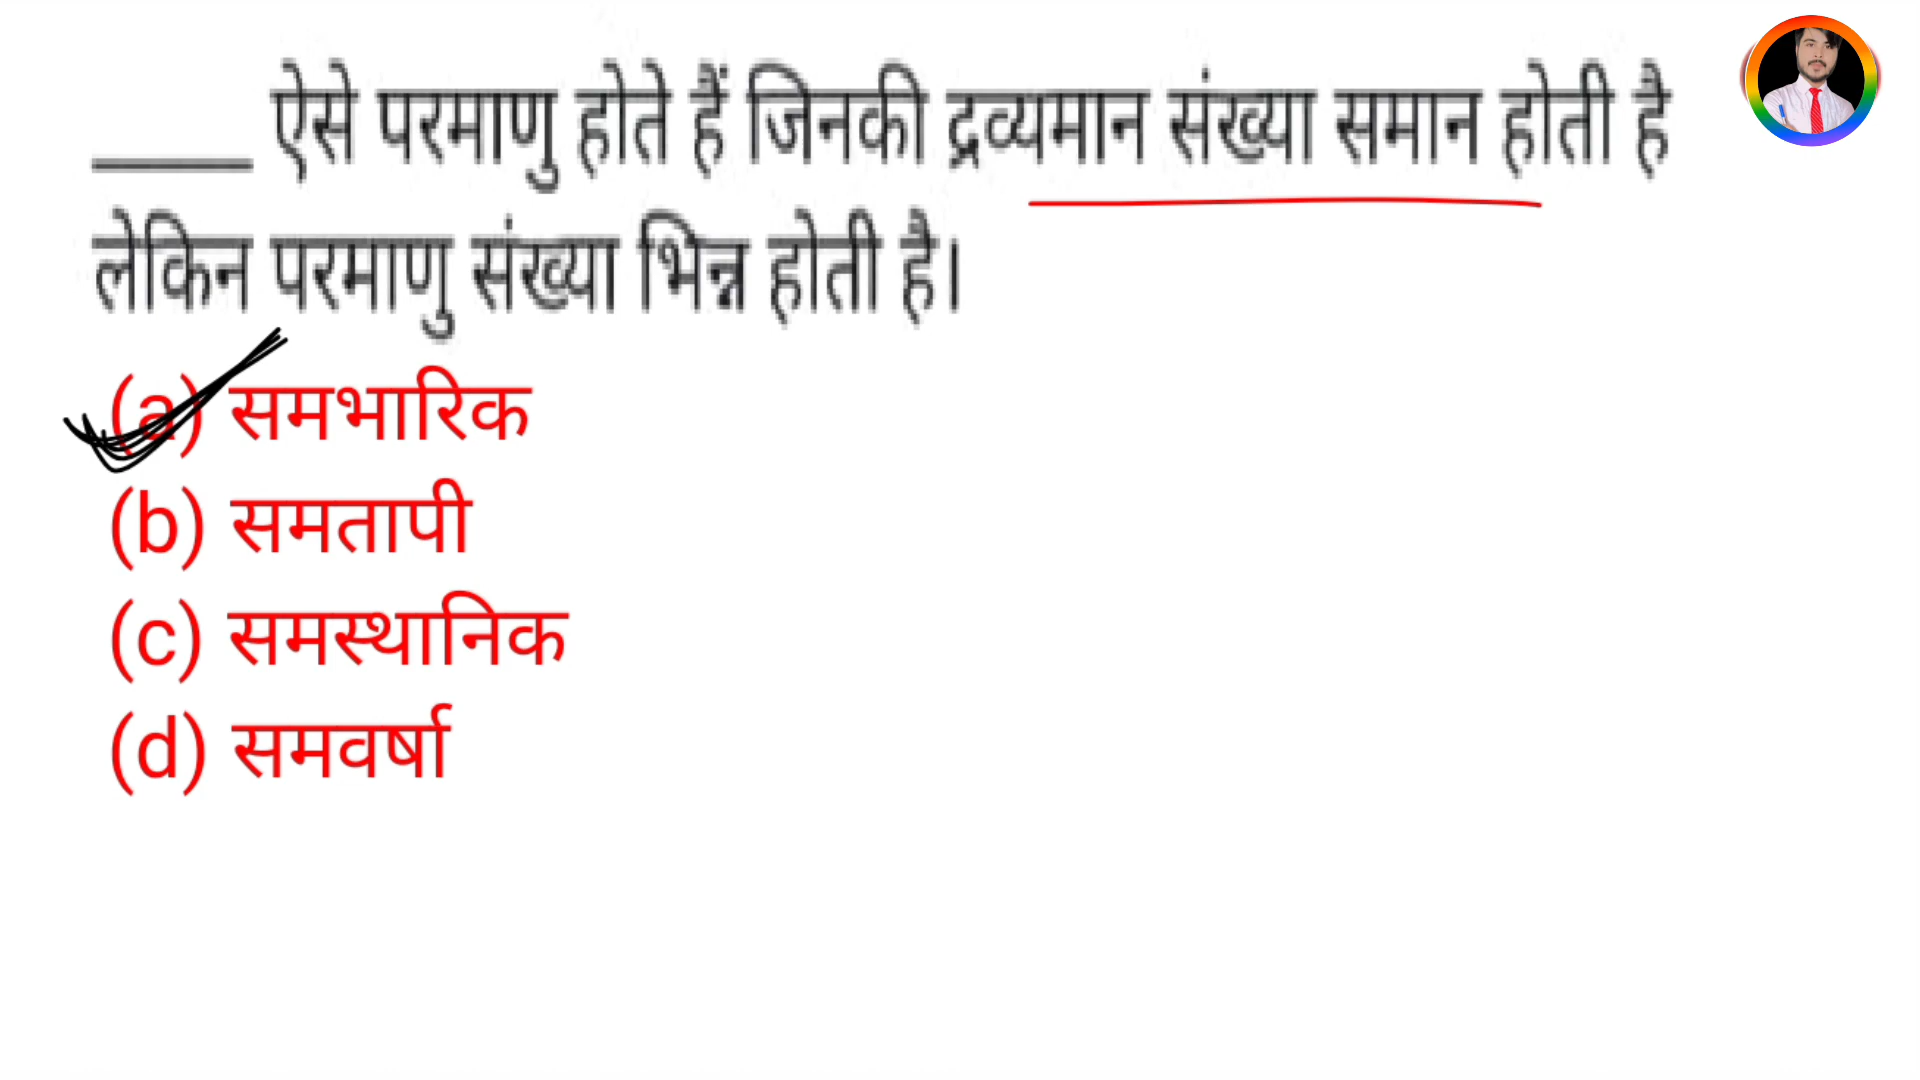 ____ ऐसे परमाणु होते हैं जिनकी द्रव्यमान संख्या समान होती है
लेकिन परमाणु संख्या भिन्न होती है।
(a) समभारिक
(b) समतापी
(c) समस्थानिक
(d) समवर्षा